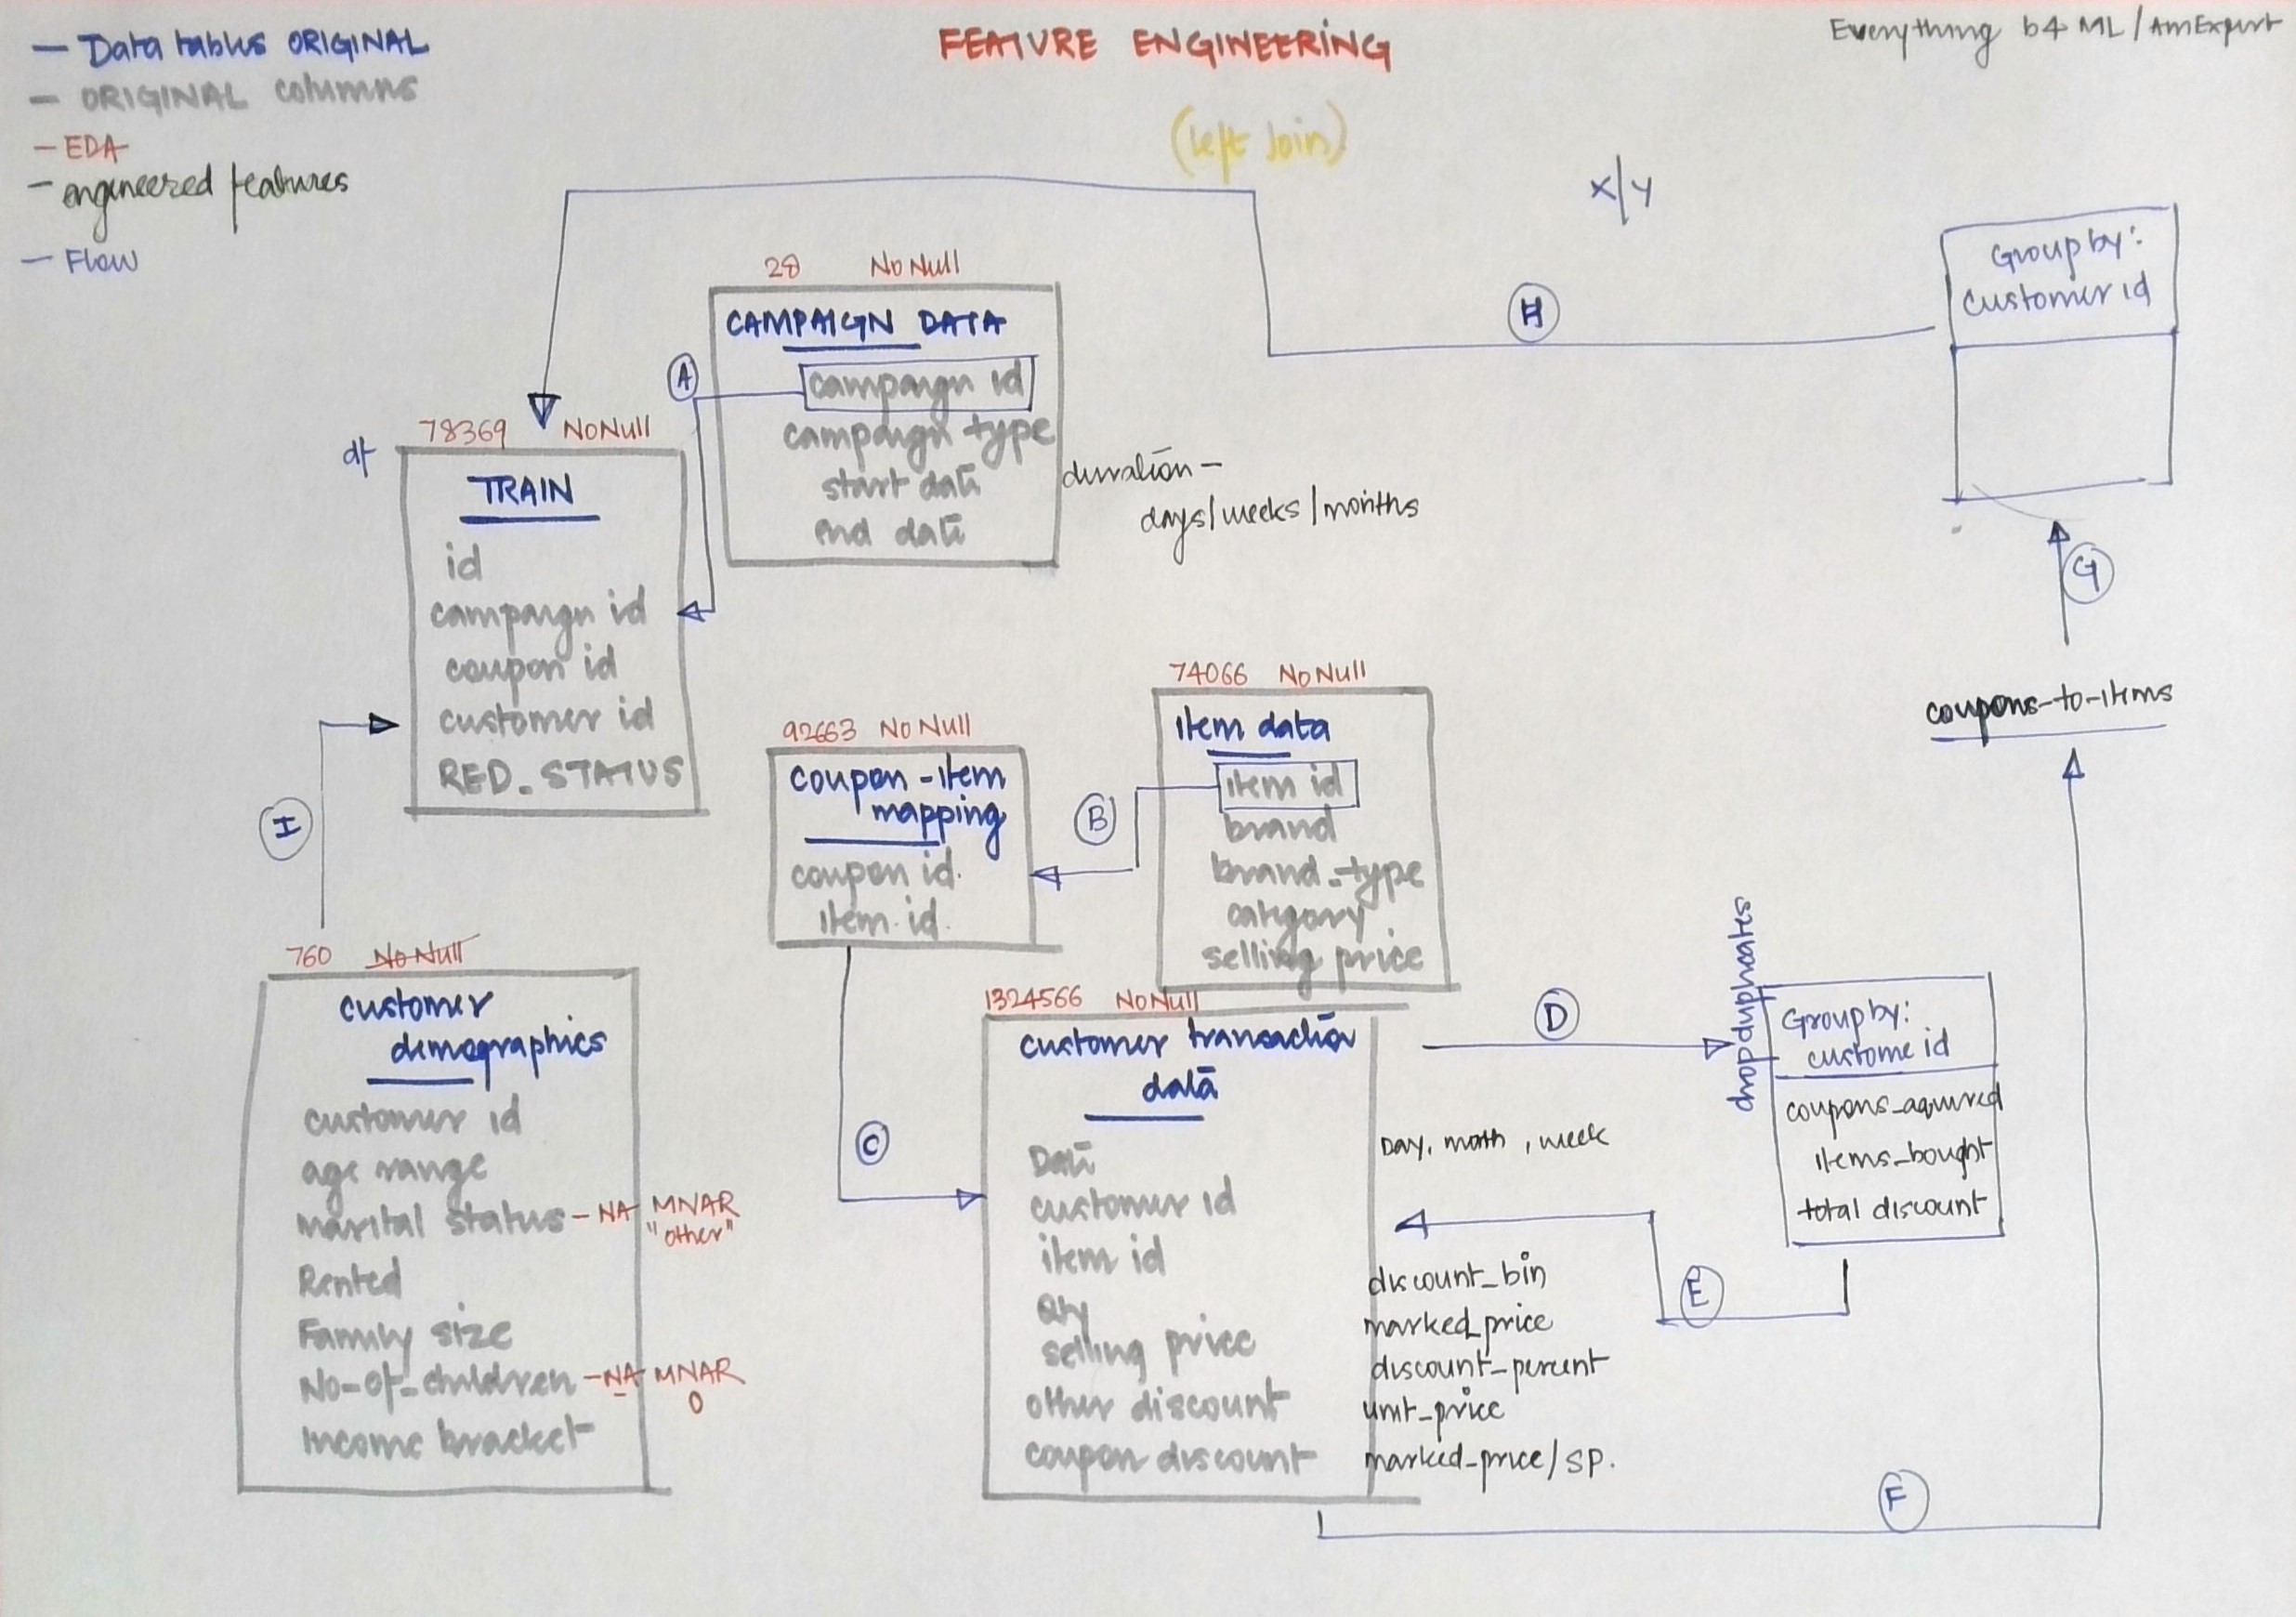 — Data tables ORIGINAL
— ORIGINAL columns
— EDA
— engineered features
— Flow
FEATURE ENGINEERING
(left Join)
Everything b4 ML / AmExpert
X/Y
Group by:
customer id
H
28 No Null
CAMPAIGN DATA
campaign id
campaign type
start date
end date
A
duration -
days/weeks/months
df
78369 No Null
TRAIN
id
campaign id
coupon id
customer id
RED_STATUS
G
coupons-to-items
I
92663 No Null
coupon-item
mapping
coupon id.
item id.
B
74066 No Null
item data
item id
brand
brand_type
category
selling price
760 No Null
customer
demographics
customer id
age range
marital status - NA MNAR
"other"
Rented
Family size
No-of-children - NA MNAR
0
Income bracket
C
1324566 No Null
customer transaction
data
Date
customer id
item id
Qty
selling price
other discount
coupon discount
D
drop duplicates
Group by:
custome id
coupons_aqured
items_bought
total discount
Day, month, week
E
discount_bin
marked_price
discount_percent
unit_price
marked_price/SP.
F